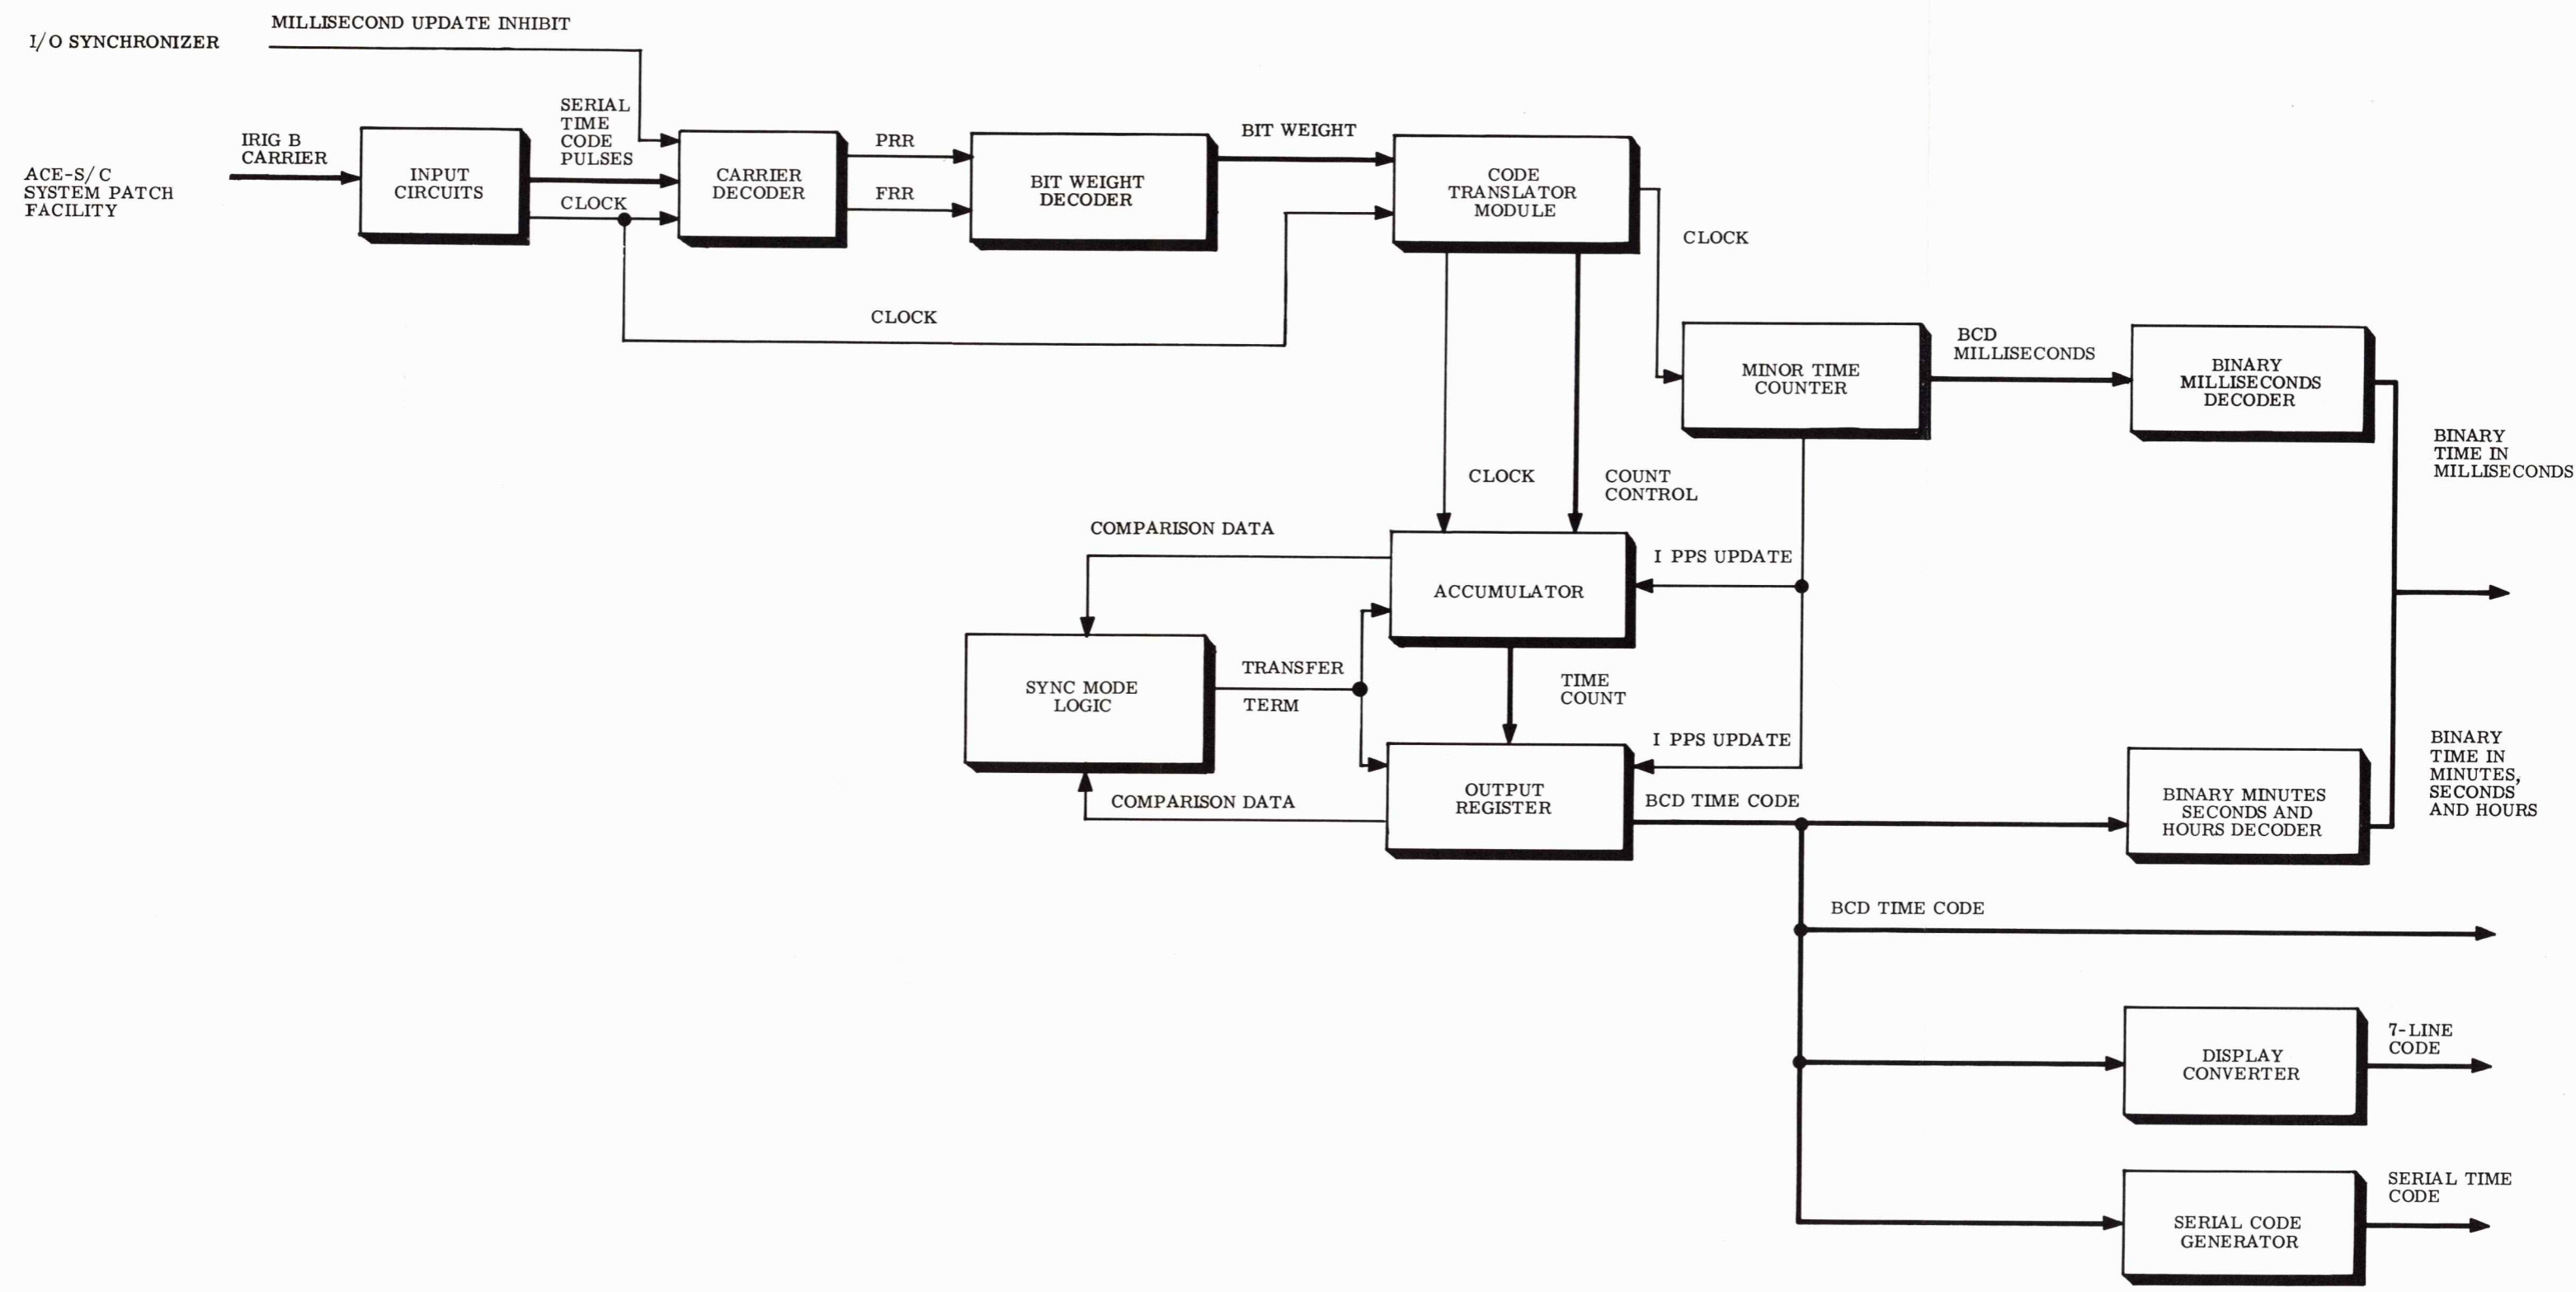 MILLISECOND UPDATE INHIBIT
I/O SYNCHRONIZER
ACE-S/C
SYSTEM PATCH
FACILITY
IRIG B
CARRIER
INPUT
CIRCUITS
SERIAL
TIME
CODE
PULSES
CLOCK
CARRIER
DECODER
PRR
FRR
BIT WEIGHT
DECODER
BIT WEIGHT
CODE
TRANSLATOR
MODULE
CLOCK
CLOCK
MINOR TIME
COUNTER
BCD
MILLISECONDS
BINARY
MILLISECONDS
DECODER
BINARY
TIME IN
MILLISECONDS
CLOCK
COUNT
CONTROL
COMPARISON DATA
ACCUMULATOR
I PPS UPDATE
SYNC MODE
LOGIC
TRANSFER
TERM
TIME
COUNT
I PPS UPDATE
COMPARISON DATA
OUTPUT
REGISTER
BCD TIME CODE
BINARY MINUTES
SECONDS AND
HOURS DECODER
BINARY
TIME IN
MINUTES,
SECONDS
AND HOURS
BCD TIME CODE
DISPLAY
CONVERTER
7-LINE
CODE
SERIAL CODE
GENERATOR
SERIAL TIME
CODE